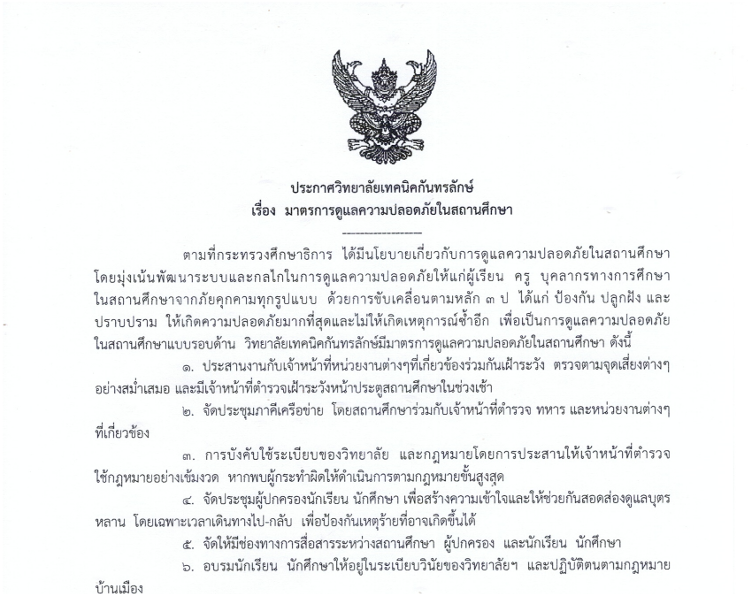 ประกาศวิทยาลัยเทคนิคกันทรลักษ์
เรื่อง มาตรการดูแลความปลอดภัยในสถานศึกษา
ตามที่กระทรวงศึกษาธิการ ได้มีนโยบายเกี่ยวกับการดูแลความปลอดภัยในสถานศึกษา
โดยมุ่งเน้นพัฒนาระบบและกลไกในการดูแลความปลอดภัยให้แก่ผู้เรียน ครู บุคลากรทางการศึกษา
ในสถานศึกษาจากภัยคุกคามทุกรูปแบบ ด้วยการขับเคลื่อนตามหลัก ๓ ป ได้แก่ ป้องกัน ปลูกฝัง และ
ปราบปราม ให้เกิดความปลอดภัยมากที่สุดและไม่ให้เกิดเหตุการณ์ซ้ำอีก เพื่อเป็นการดูแลความปลอดภัย
ในสถานศึกษาแบบรอบด้าน วิทยาลัยเทคนิคกันทรลักษ์มีมาตรการดูแลความปลอดภัยในสถานศึกษา ดังนี้
๑. ประสานงานกับเจ้าหน้าที่หน่วยงานต่างๆที่เกี่ยวข้องร่วมกันเฝ้าระวัง ตรวจตามจุดเสี่ยงต่างๆ
อย่างสม่ำเสมอ และมีเจ้าหน้าที่ตำรวจเฝ้าระวังหน้าประตูสถานศึกษาในช่วงเช้า
๒. จัดประชุมภาคีเครือข่าย โดยสถานศึกษาร่วมกับเจ้าหน้าที่ตำรวจ ทหาร และหน่วยงานต่างๆ
ที่เกี่ยวข้อง
๓. การบังคับใช้ระเบียบของวิทยาลัย และกฎหมายโดยการประสานให้เจ้าหน้าที่ตำรวจ
ใช้กฎหมายอย่างเข้มงวด หากพบผู้กระทำผิดให้ดำเนินการตามกฎหมายขั้นสูงสุด
๔. จัดประชุมผู้ปกครองนักเรียน นักศึกษา เพื่อสร้างความเข้าใจและให้ช่วยกันสอดส่องดูแลบุตร
หลาน โดยเฉพาะเวลาเดินทางไป-กลับ เพื่อป้องกันเหตุร้ายที่อาจเกิดขึ้นได้
๕. จัดให้มีช่องทางการสื่อสารระหว่างสถานศึกษา ผู้ปกครอง และนักเรียน นักศึกษา
๖. อบรมนักเรียน นักศึกษาให้อยู่ในระเบียบวินัยของวิทยาลัยฯ และปฏิบัติตนตามกฎหมาย
บ้านเมือง